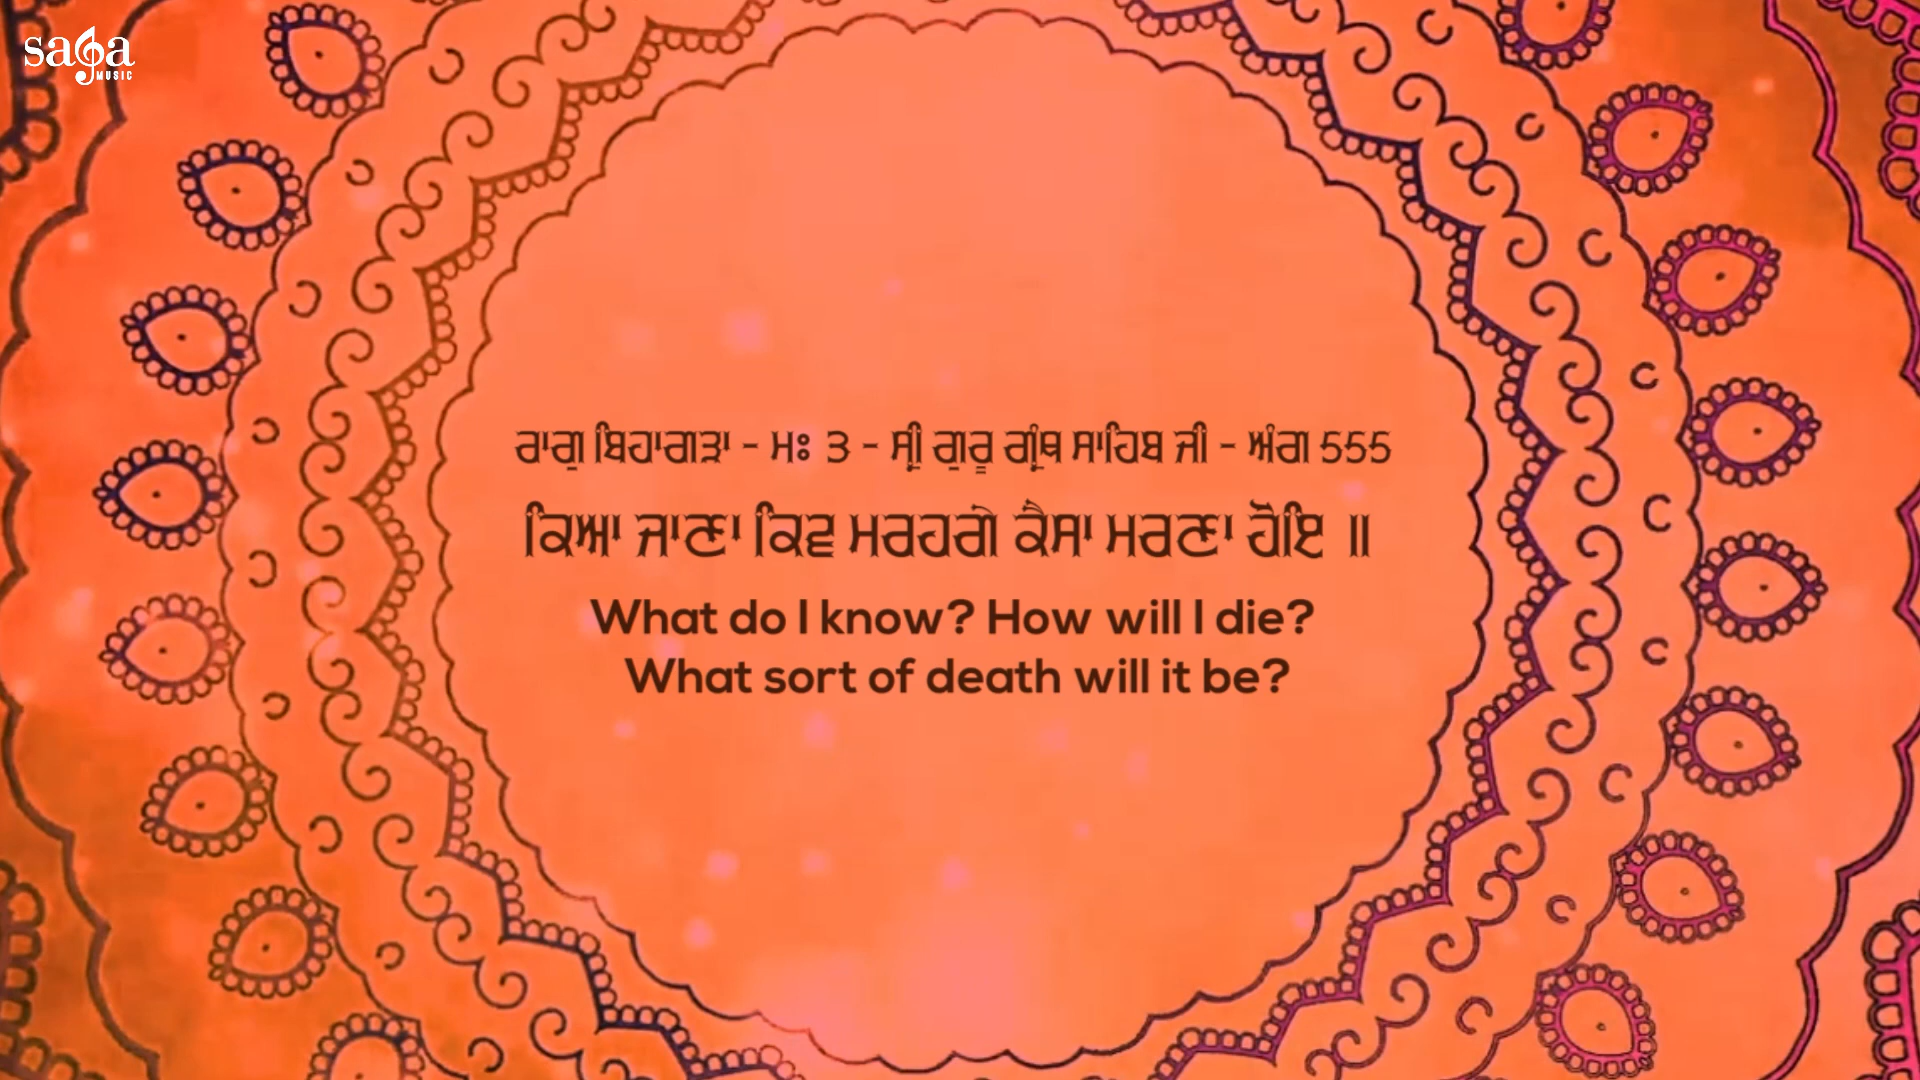 saga
MUSIC
ਰਾਗੁ ਬਿਹਾਗੜਾ - ਮਃ ੩ - ਸ੍ਰੀ ਗੁਰੂ ਗ੍ਰੰਥ ਸਾਹਿਬ ਜੀ - ਅੰਗ 555
ਕਿਆ ਜਾਣਾ ਕਿਵ ਮਰਹਗੇ ਕੈਸਾ ਮਰਣਾ ਹੋਇ ॥
What do I know? How will I die?
What sort of death will it be?